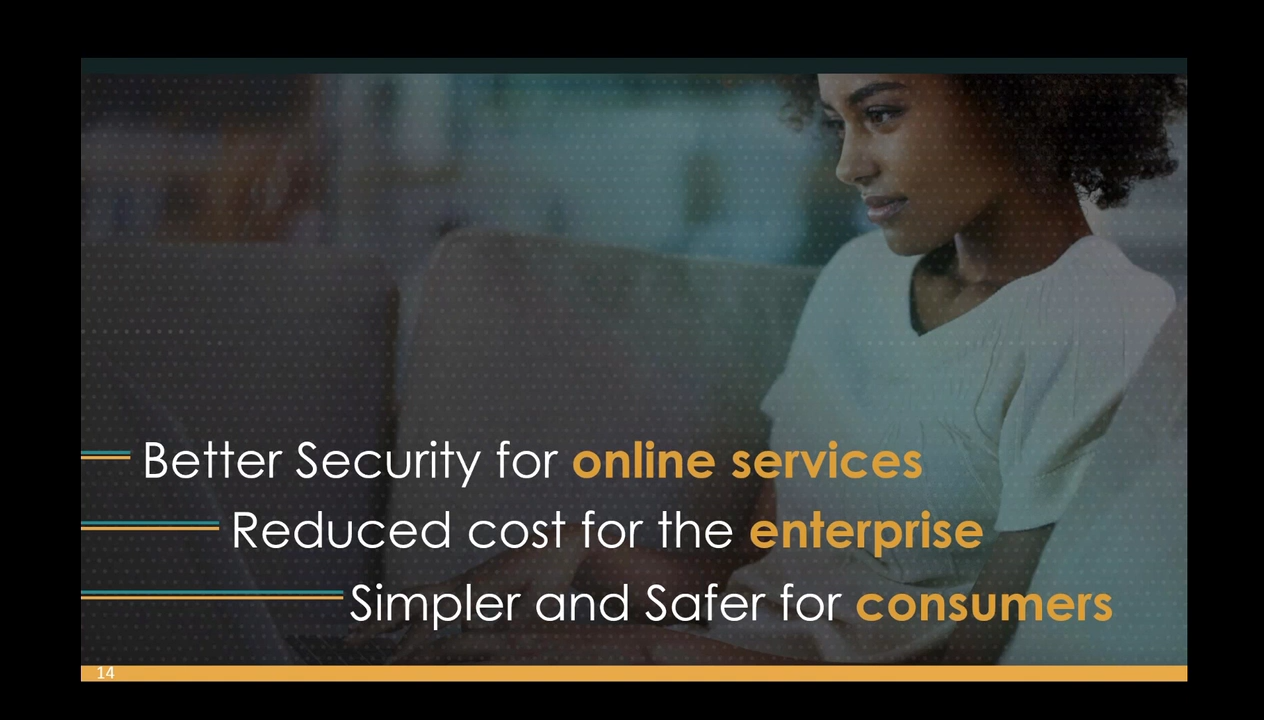 Better Security for online services
Reduced cost for the enterprise
Simpler and Safer for consumers
14